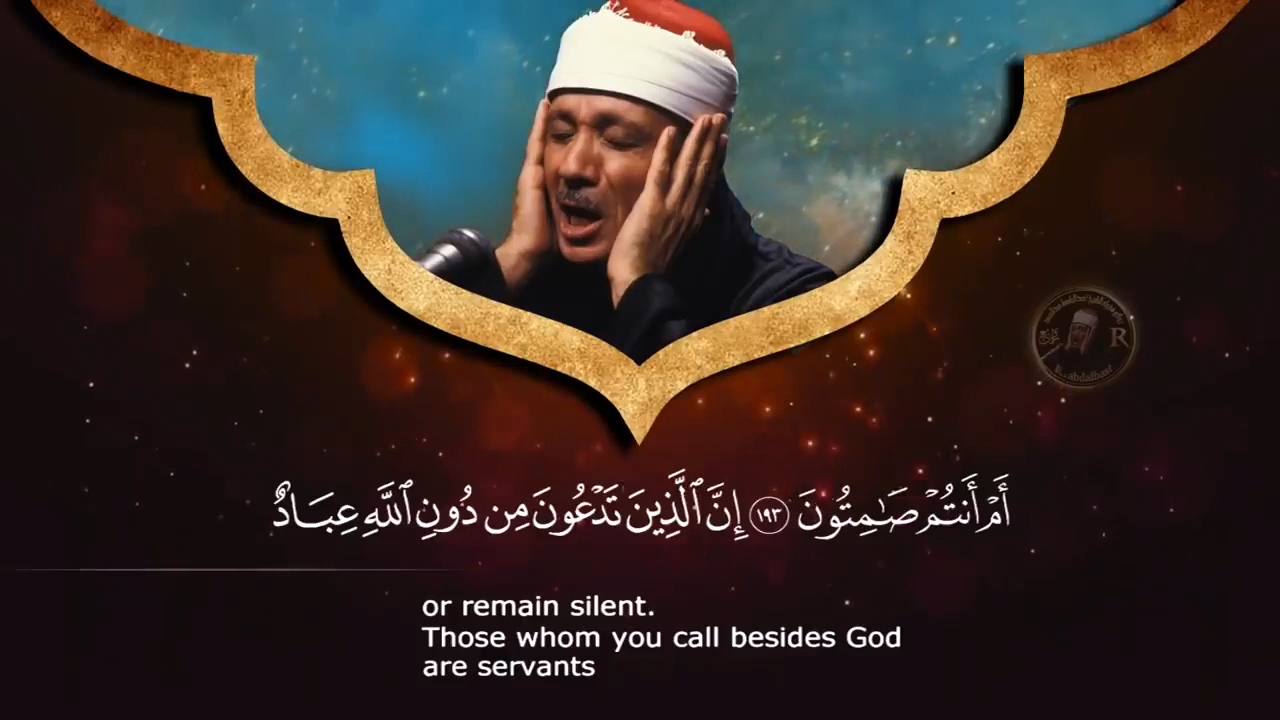 أَمْ أَنتُمْ صَٰمِتُونَ ١٩٣ إِنَّ ٱلَّذِينَ تَدْعُونَ مِن دُونِ ٱللَّهِ عِبَادٌ
R
or remain silent.
Those whom you call besides God
are servants